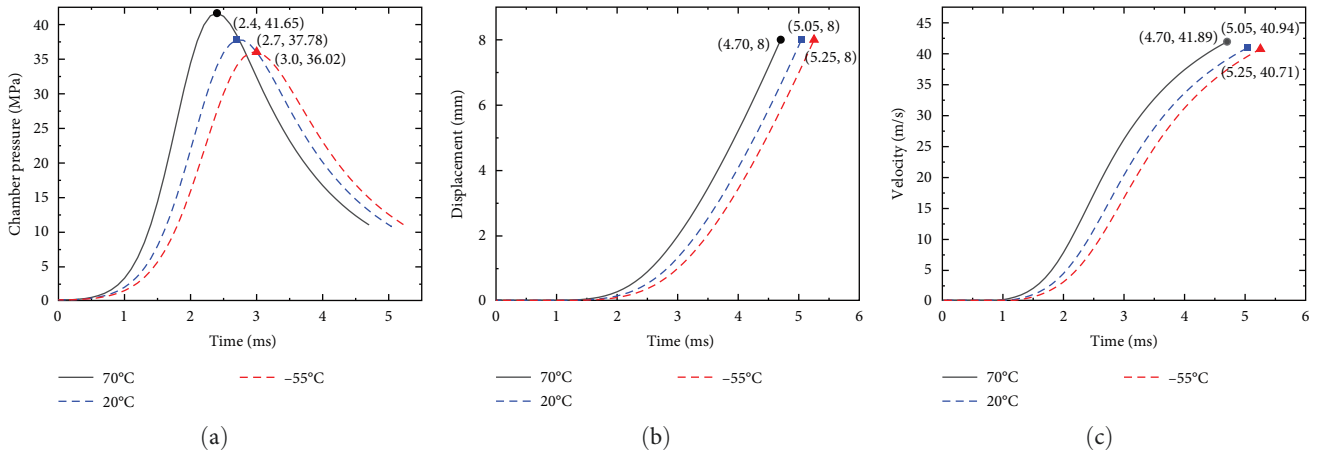 40
35
30
25
20
15
10
5
0
Chamber pressure (MPa)
(2.4, 41.65)
(2.7, 37.78)
(3.0, 36.02)
0 1 2 3 4 5
Time (ms)
70°C
–55°C
20°C
(a)
8
6
4
2
0
Displacement (mm)
(5.05, 8)
(4.70, 8)
(5.25, 8)
0 1 2 3 4 5 6
Time (ms)
70°C
–55°C
20°C
(b)
45
40
35
30
25
20
15
10
5
0
Velocity (m/s)
(5.05, 40.94)
(4.70, 41.89)
(5.25, 40.71)
0 1 2 3 4 5 6
Time (ms)
70°C
–55°C
20°C
(c)